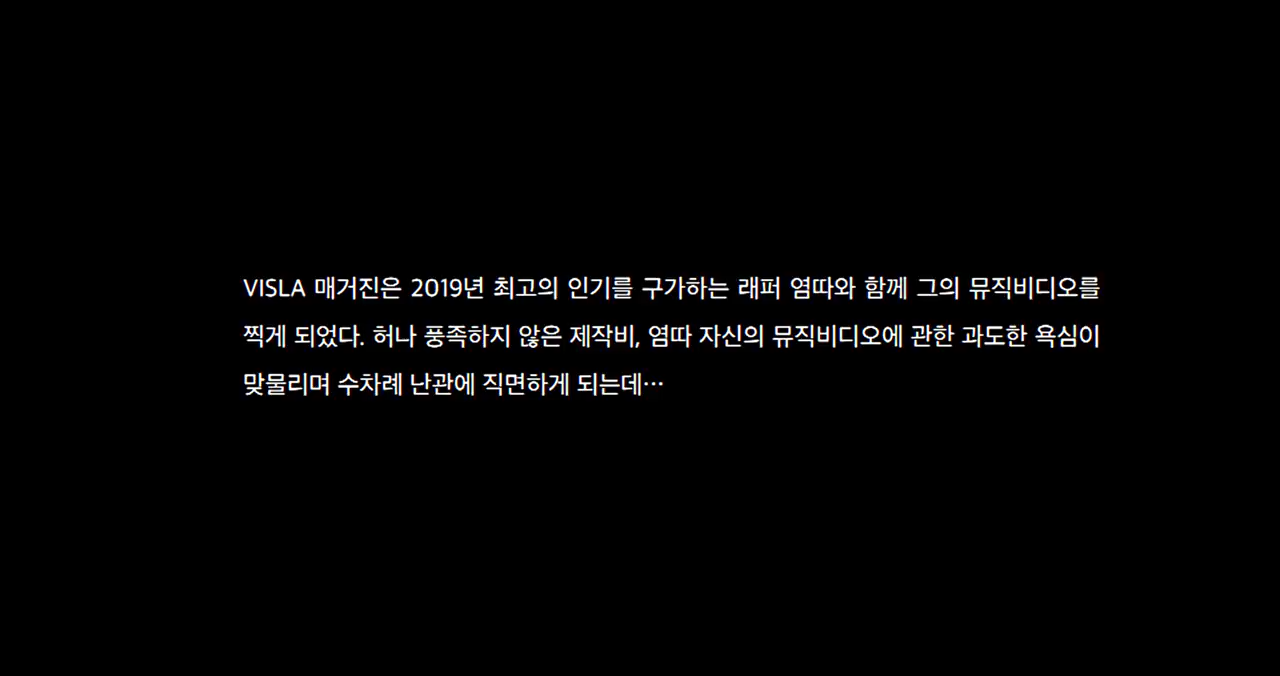 VISLA 매거진은 2019년 최고의 인기를 구가하는 래퍼 염따와 함께 그의 뮤직비디오를
찍게 되었다. 허나 풍족하지 않은 제작비, 염따 자신의 뮤직비디오에 관한 과도한 욕심이
맞물리며 수차례 난관에 직면하게 되는데…